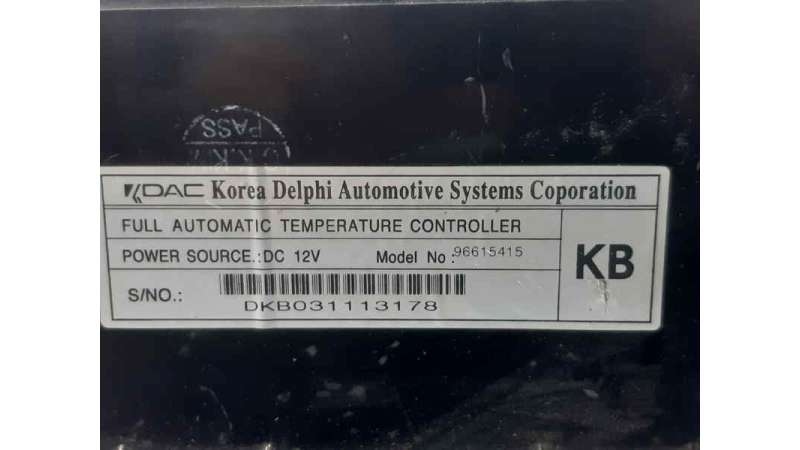 PASS
KDAC Korea Delphi Automotive Systems Coporation
FULL AUTOMATIC TEMPERATURE CONTROLLER
POWER SOURCE.:DC 12V Model No.:96615415
KB
S/NO.:
DKB031113178